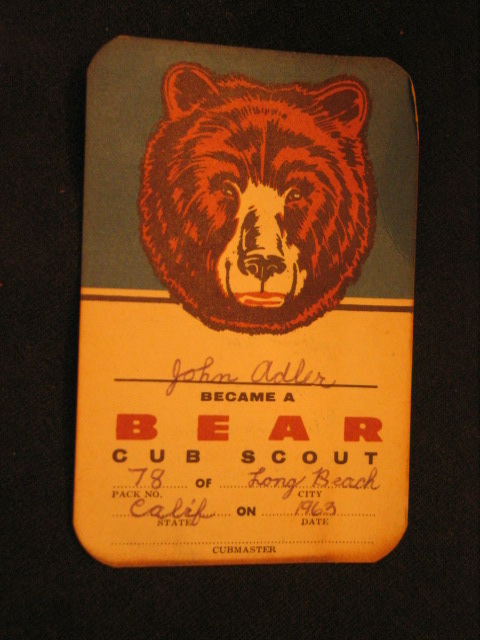 John Adler
BECAME A
BEAR
CUB SCOUT
78 OF Long Beach
PACK NO. CITY
Calif ON 1963
STATE DATE
CUBMASTER